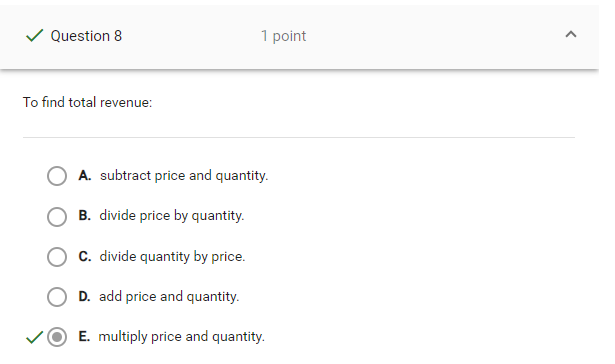 Question 8 1 point
To find total revenue:
A. subtract price and quantity.
B. divide price by quantity.
C. divide quantity by price.
D. add price and quantity.
E. multiply price and quantity.